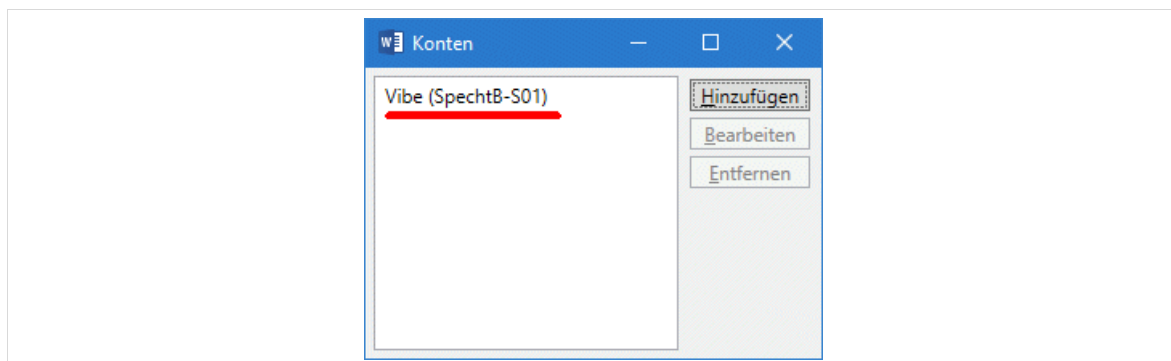 Konten
Vibe (SpechtB-S01)
Hinzufügen
Bearbeiten
Entfernen